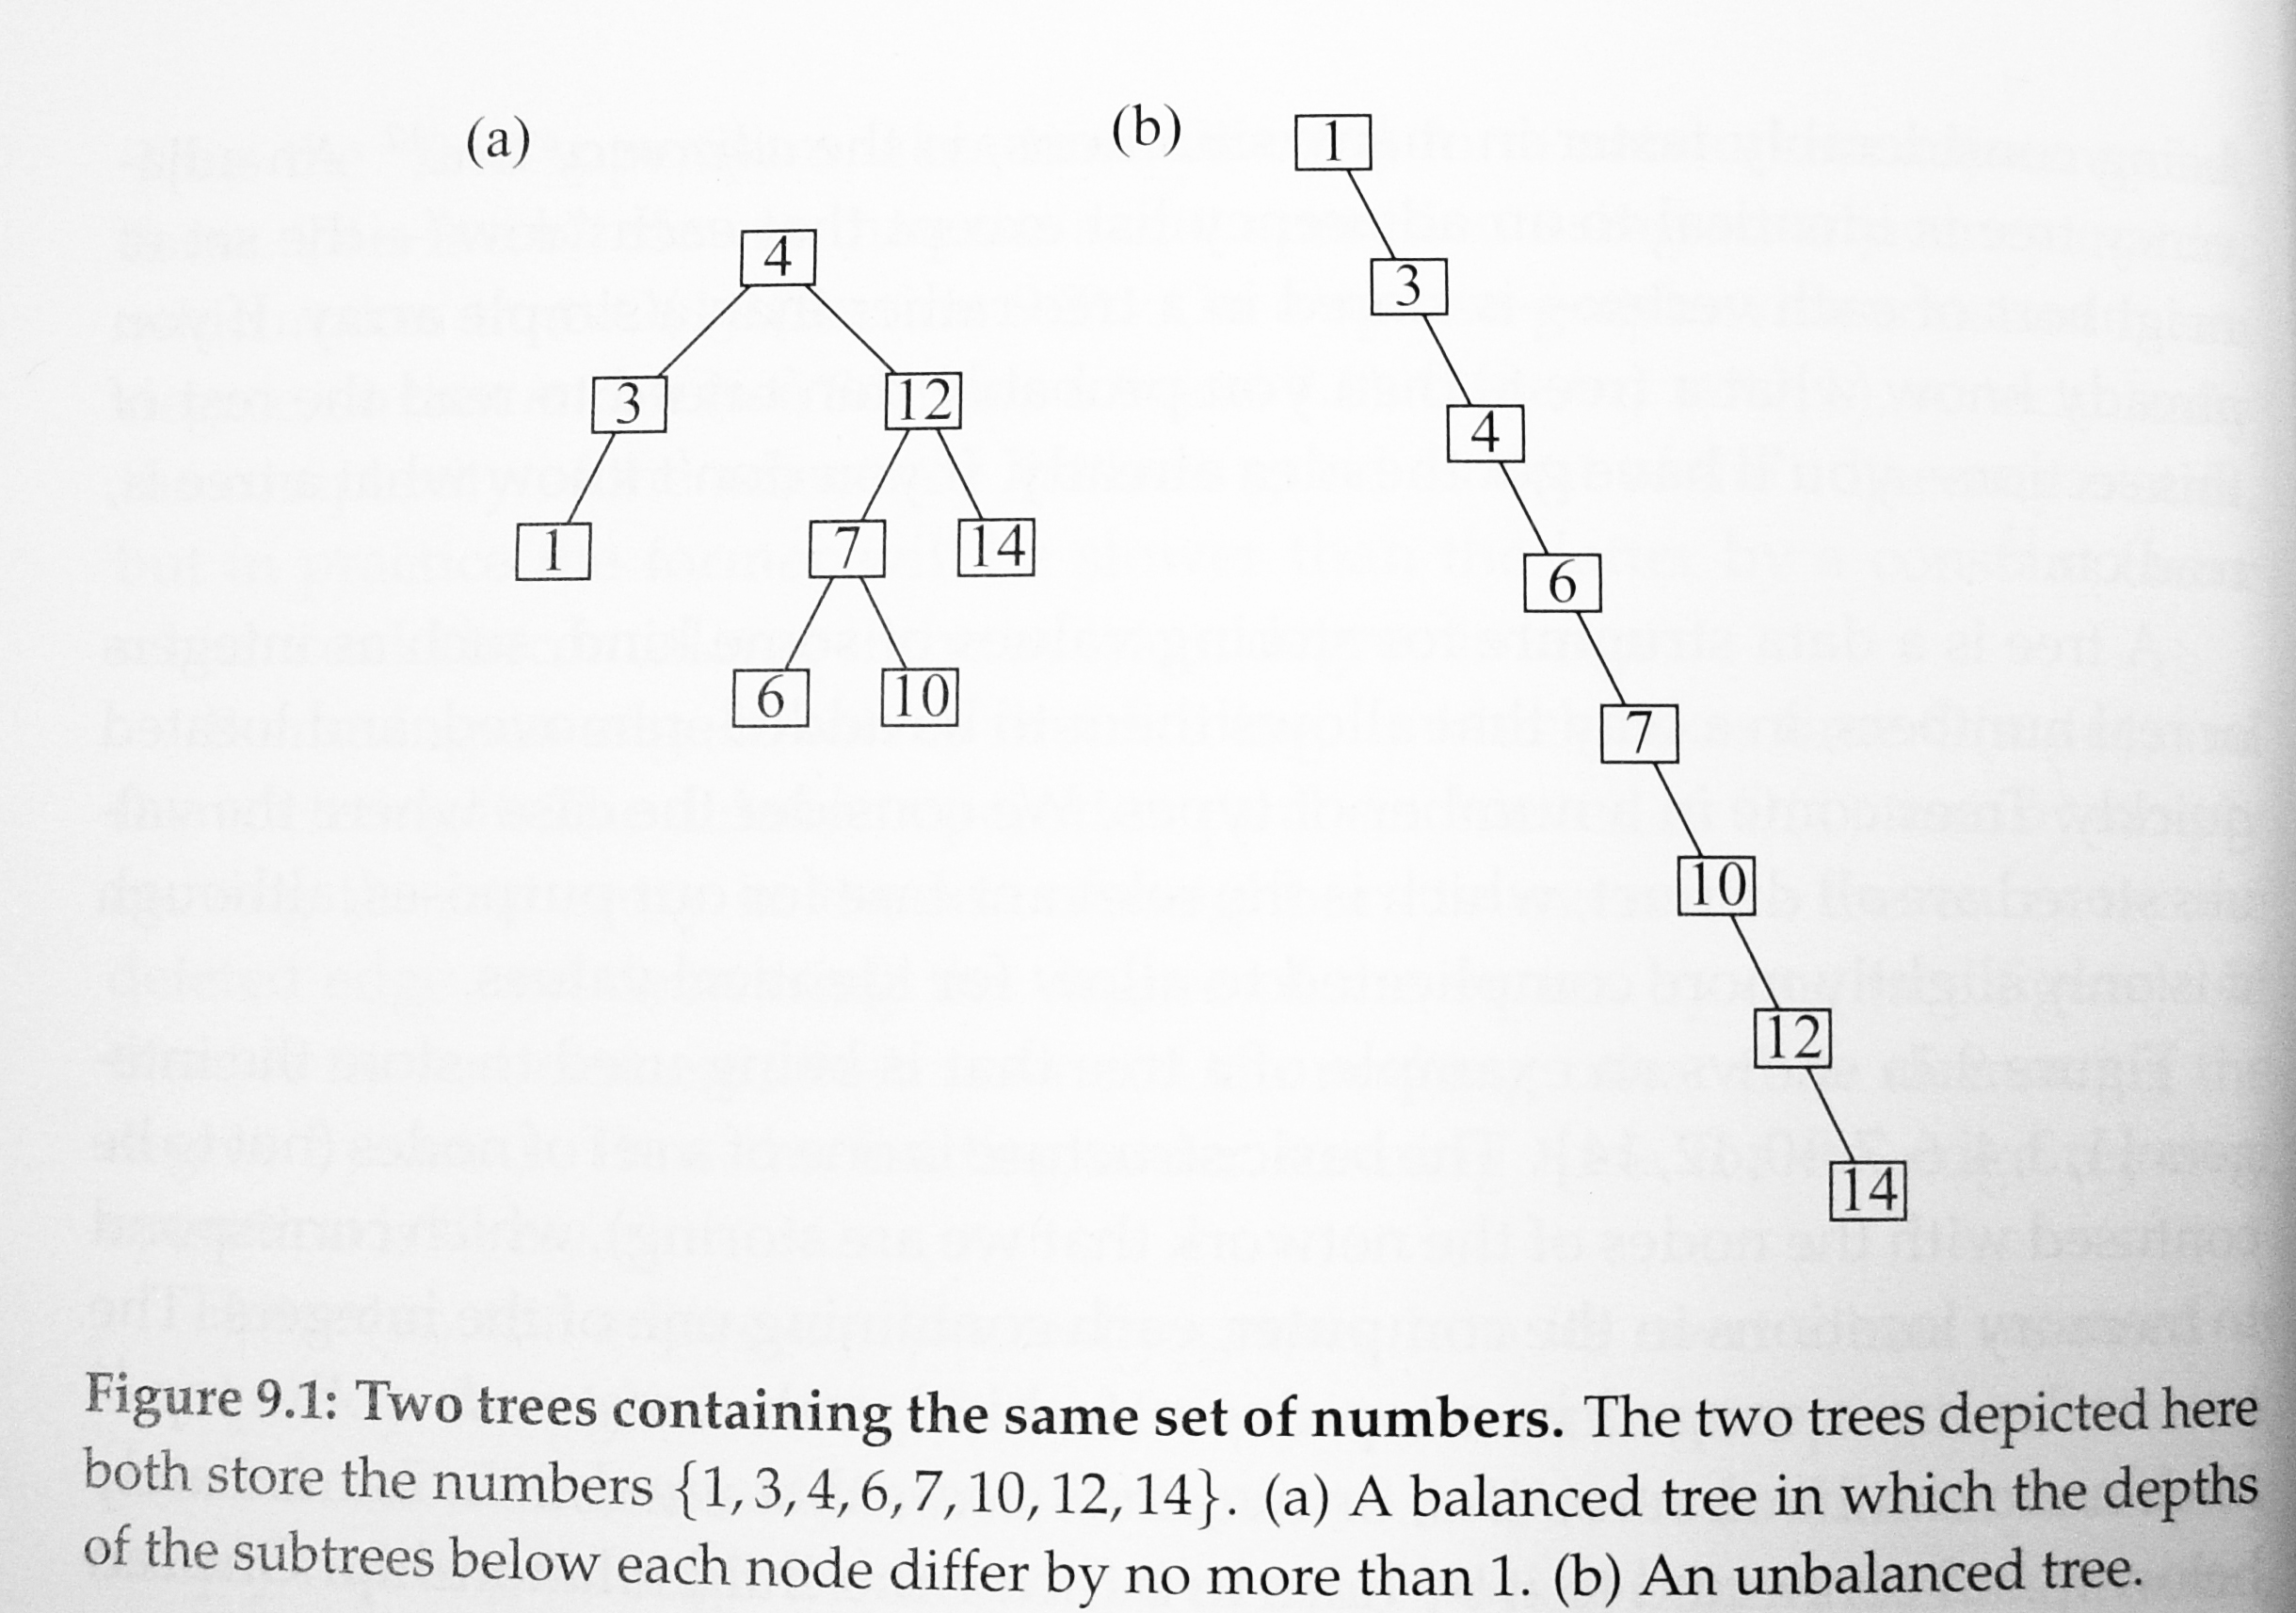 (a)
(b)
4
3 12
1 7 14
6 10
1
3
4
6
7
10
12
14
Figure 9.1: Two trees containing the same set of numbers. The two trees depicted here
both store the numbers {1, 3, 4, 6, 7, 10, 12, 14}. (a) A balanced tree in which the depths
of the subtrees below each node differ by no more than 1. (b) An unbalanced tree.